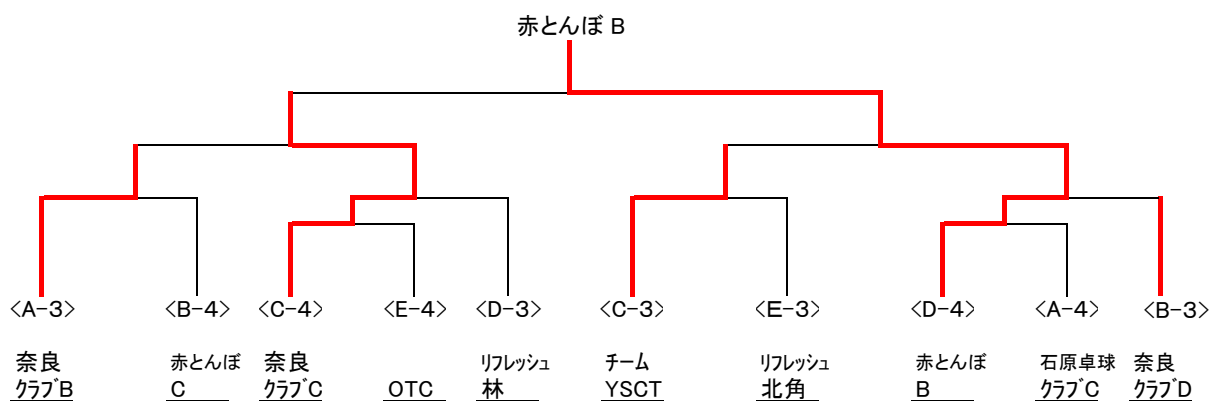 赤とんぼ B
<A-3> <B-4> <C-4> <E-4> <D-3> <C-3> <E-3> <D-4> <A-4> <B-3>
奈良 赤とんぼ 奈良 ﾘﾌﾚｯｼｭ ﾁｰﾑ ﾘﾌﾚｯｼｭ 赤とんぼ 石原卓球 奈良
ｸﾗﾌﾞB C ｸﾗﾌﾞC OTC 林 YSCT 北角 B ｸﾗﾌﾞC ｸﾗﾌﾞD